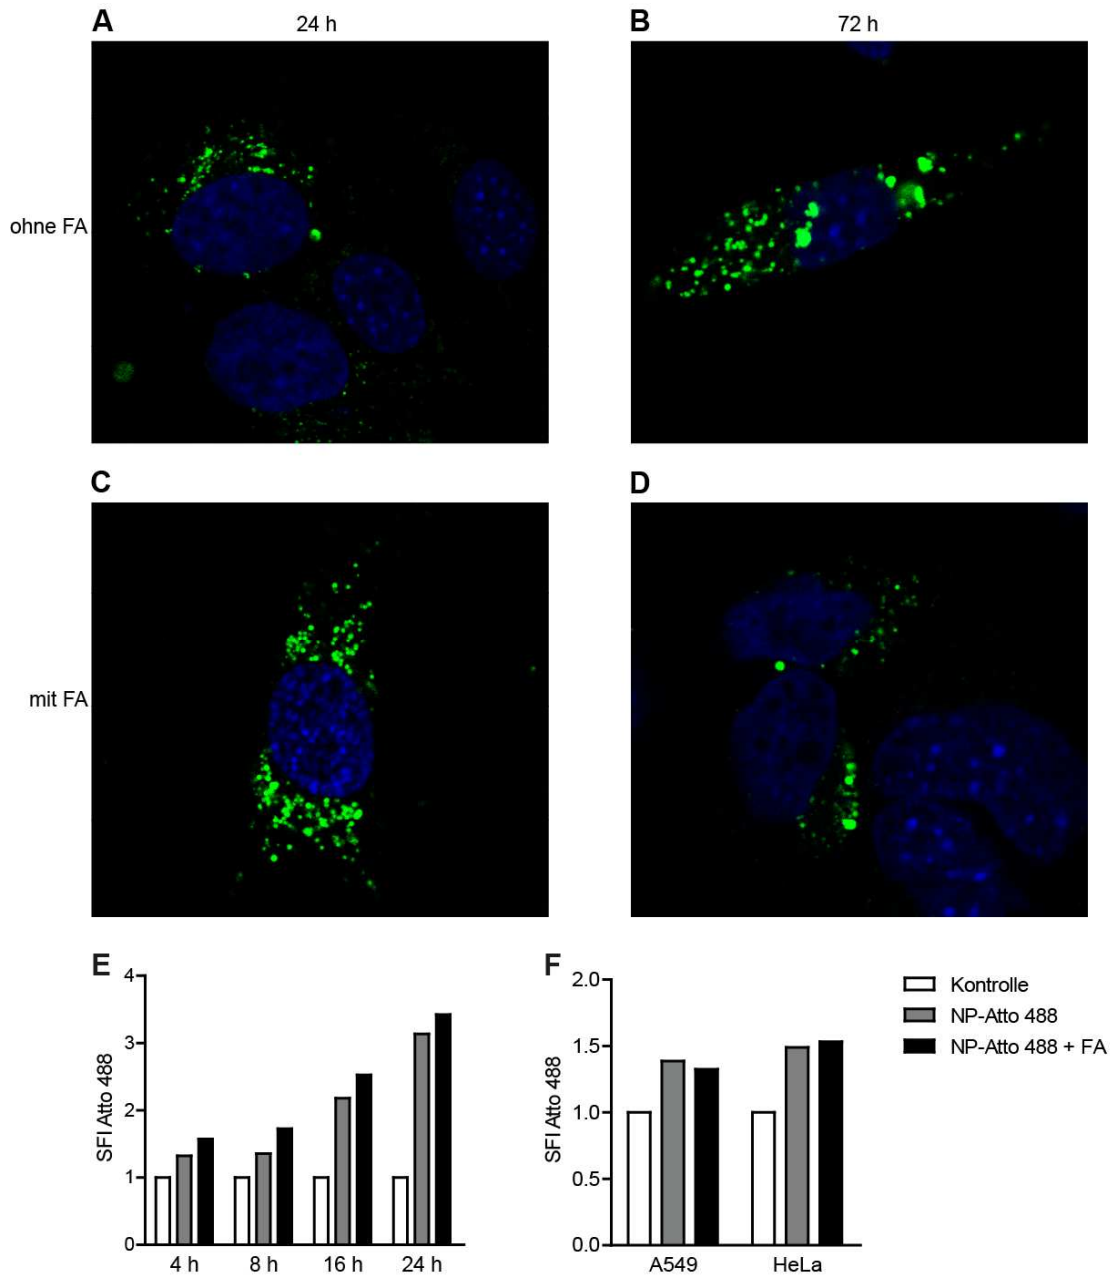 A
24 h
B
72 h
ohne FA
C
D
mit FA
E
4
3
2
1
0
SFI Atto 488
4 h
8 h
16 h
24 h
F
2.0
1.5
1.0
0.5
0.0
SFI Atto 488
A549
HeLa
Kontrolle
NP-Atto 488
NP-Atto 488 + FA